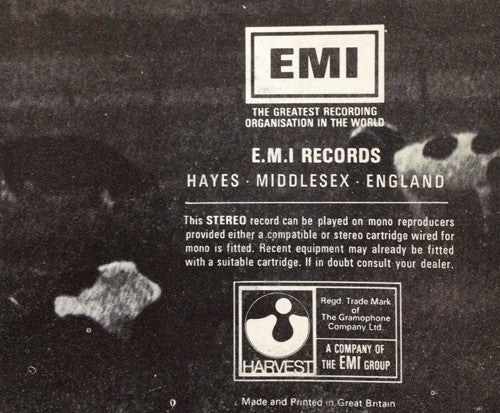 EMI
THE GREATEST RECORDING
ORGANISATION IN THE WORLD
E.M.I RECORDS
HAYES · MIDDLESEX · ENGLAND
This STEREO record can be played on mono reproducers
provided either a compatible or stereo cartridge wired for
mono is fitted. Recent equipment may already be fitted
with a suitable cartridge. If in doubt consult your dealer.
HARVEST
Regd. Trade Mark
of
The Gramophone
Company Ltd.
A COMPANY OF
THE EMI GROUP
Made and Printed in Great Britain